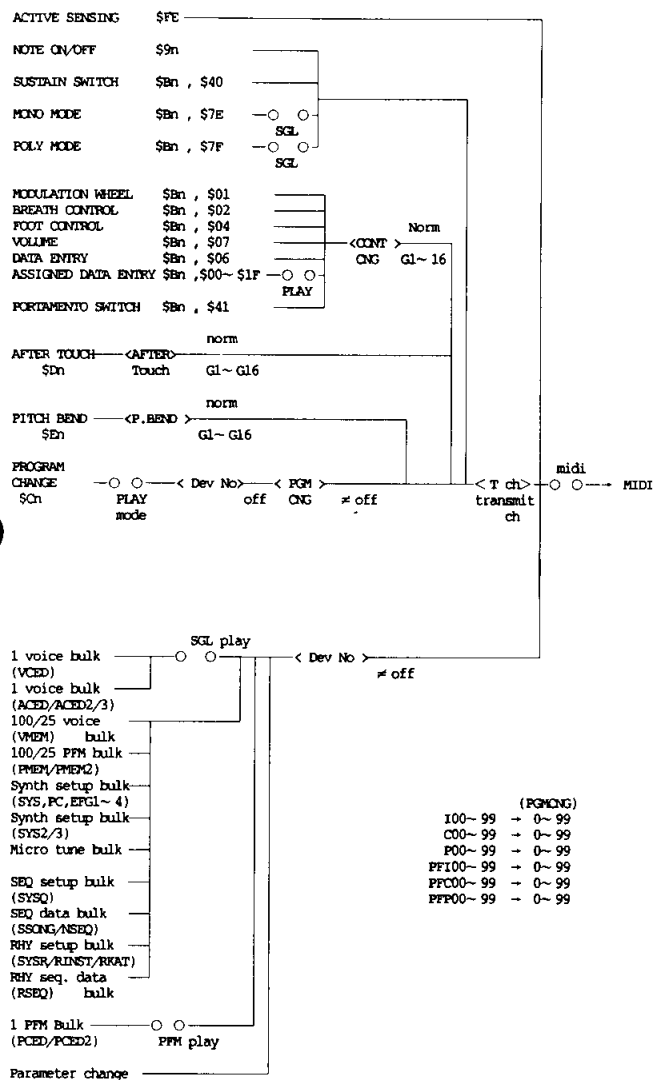 ACTIVE SENSING $FE
NOTE ON/OFF $9n
SUSTAIN SWITCH $Bn , $40
MONO MODE $Bn , $7E
SGL
POLY MODE $Bn , $7F
SGL
MODULATION WHEEL $Bn , $01
BREATH CONTROL $Bn , $02
FOOT CONTROL $Bn , $04 Norm
VOLUME $Bn , $07 <CONT >
DATA ENTRY $Bn , $06 CNG G1~ 16
ASSIGNED DATA ENTRY $Bn ,$00~ $1F
PLAY
PORTAMENTO SWITCH $Bn , $41
norm
AFTER TOUCH <AFTER>
$Dn Touch G1~ G16
norm
PITCH BEND <P.BEND >
$En G1~ G16
PROGRAM midi
CHANGE < Dev No> < PGM > < T ch> → MIDI
$Cn PLAY off CNG ≠ off transmit
mode ch
SGL play
1 voice bulk < Dev No >
(VCED) ≠ off
1 voice bulk
(ACED/ACED2/3)
100/25 voice
(VMEM) bulk
100/25 PFM bulk
(PMEM/PMEM2)
Synth setup bulk
(SYS,PC,EFG1~ 4)
Synth setup bulk
(SYS2/3)
Micro tune bulk
(PGMCNG)
I00~ 99 → 0~ 99
C00~ 99 → 0~ 99
P00~ 99 → 0~ 99
PFI00~ 99 → 0~ 99
PFC00~ 99 → 0~ 99
PFP00~ 99 → 0~ 99
SEQ setup bulk
(SYSQ)
SEQ data bulk
(SSONG/NSEQ)
RHY setup bulk
(SYSR/RINST/RKAT)
RHY seq. data
(RSEQ) bulk
1 PFM Bulk
(PCED/PCED2) PFM play
Parameter change